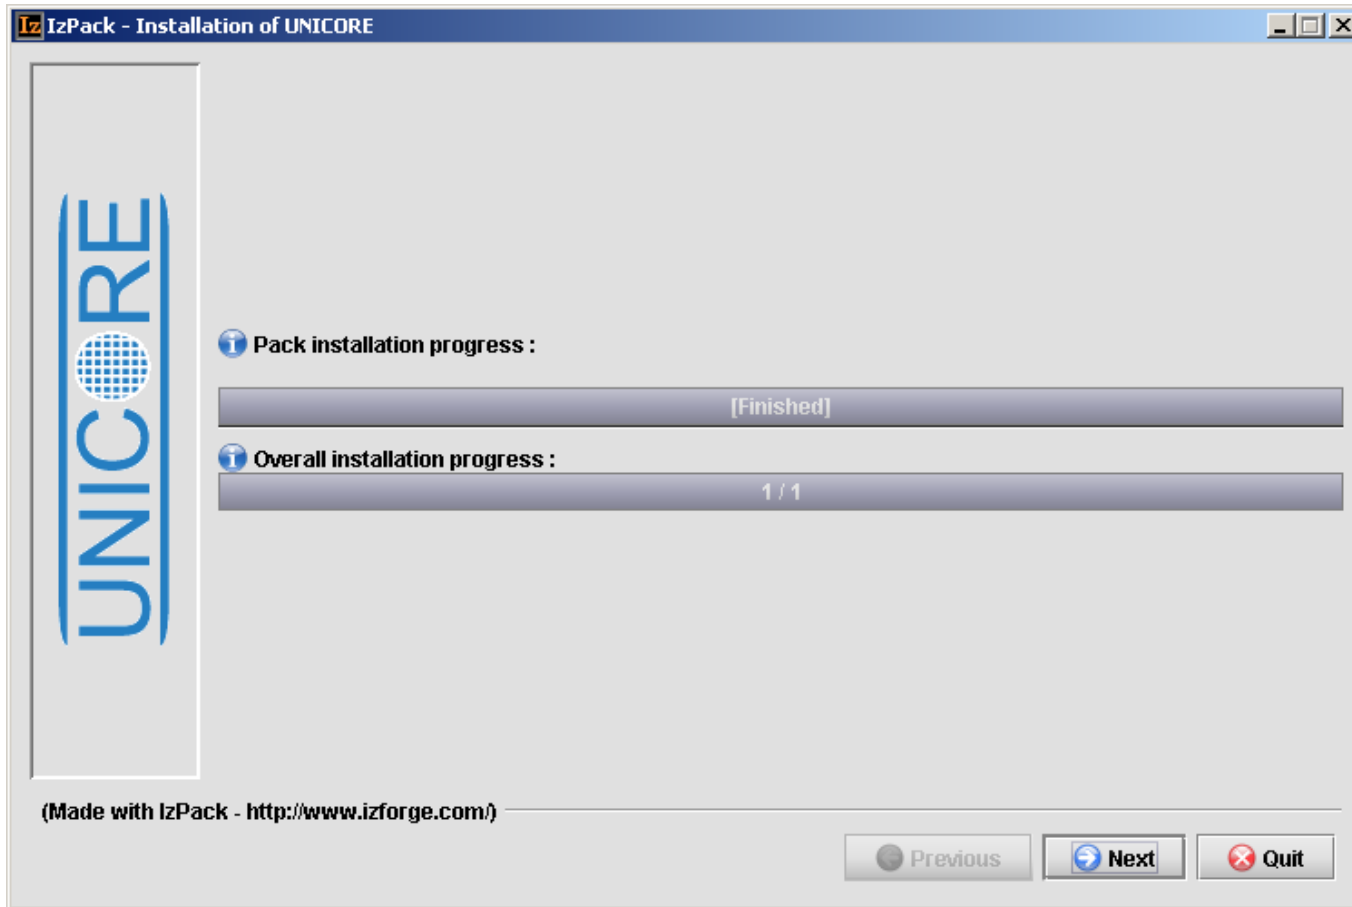 Iz IzPack - Installation of UNICORE
UNICORE
Pack installation progress :
[Finished]
Overall installation progress :
1 / 1
(Made with IzPack - http://www.izforge.com/)
Previous
Next
Quit